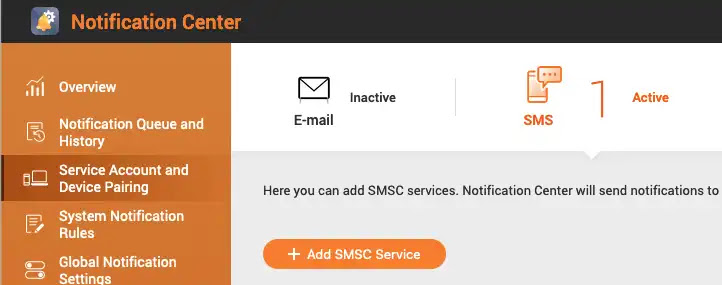 Notification Center
Overview
Notification Queue and
History
Service Account and
Device Pairing
System Notification
Rules
Global Notification
Settings
E-mail
Inactive
SMS
1
Active
Here you can add SMSC services. Notification Center will send notifications to
+ Add SMSC Service